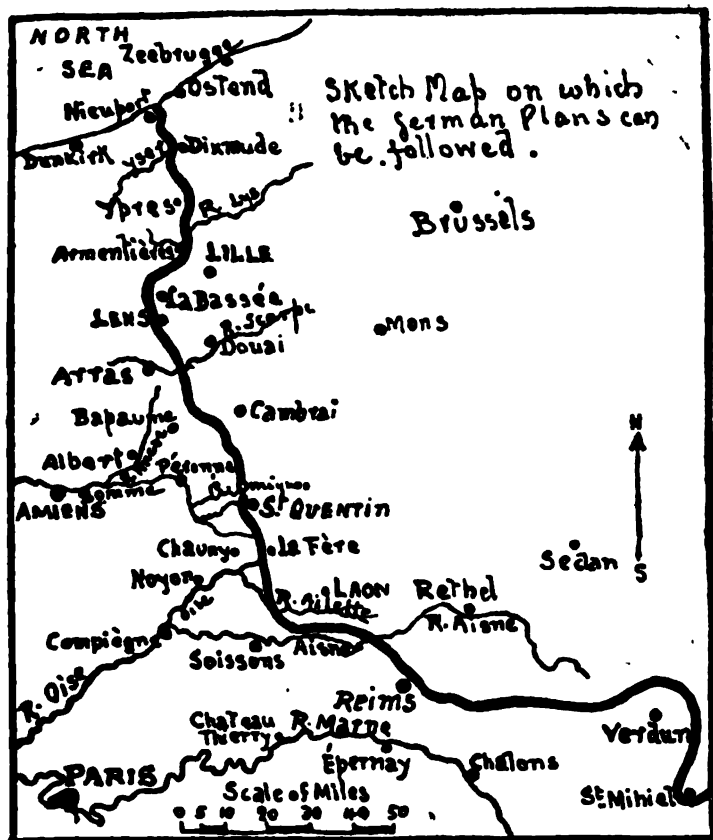 NORTH
SEA
Zeebrugge
Ostend
Nieuport
Sketch Map on which
the German Plans can
be followed.
Dunkirk
Yser
Dixmude
Ypres
R. Lys
Brussels
Armentières
LILLE
La Bassée
LENS
R. Scarpe
Mons
Douai
Arras
Bapaume
Cambrai
N
Albert
Péronne
Somme
AMIENS
St QUENTIN
Chauny
La Fère
Sedan
S
Noyon
LAON
Rethel
R. Ailette
Oise
R. Aisne
Compiègne
Soissons
Aisne
R. Oise
Reims
Chateau
Thierry
R. Marne
Verdun
Épernay
Chalons
PARIS
St Mihiel
Scale of Miles
0 5 10 20 30 40 50